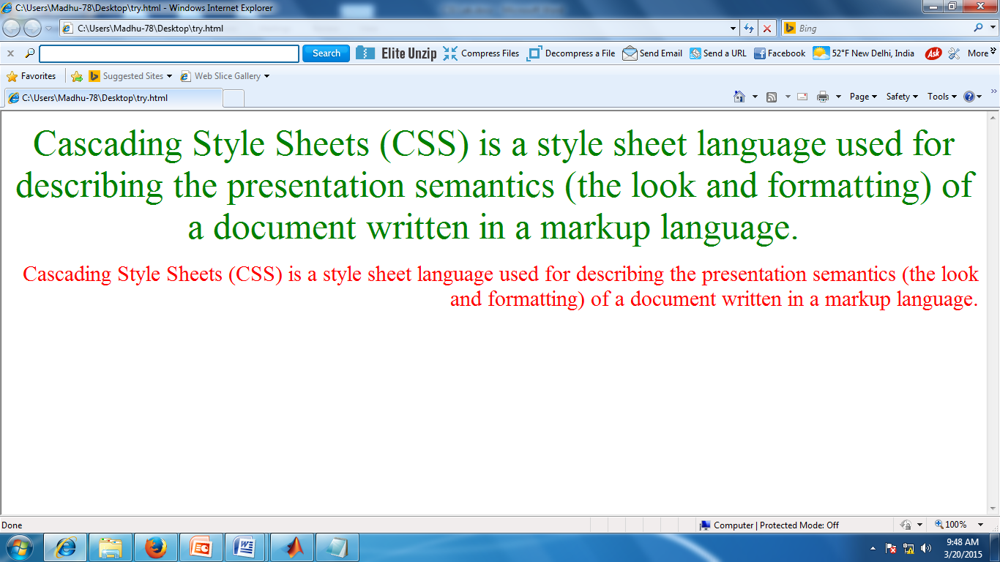 C:\Users\Madhu-78\Desktop\try.html - Windows Internet Explorer
C:\Users\Madhu-78\Desktop\try.html Bing
Search Elite Unzip Compress Files Decompress a File Send Email Send a URL Facebook 52°F New Delhi, India Ask More
Favorites Suggested Sites Web Slice Gallery
C:\Users\Madhu-78\Desktop\try.html Page Safety Tools
Cascading Style Sheets (CSS) is a style sheet language used for
describing the presentation semantics (the look and formatting) of
a document written in a markup language.
Cascading Style Sheets (CSS) is a style sheet language used for describing the presentation semantics (the look
and formatting) of a document written in a markup language.
Done Computer | Protected Mode: Off 100%
9:48 AM
3/20/2015